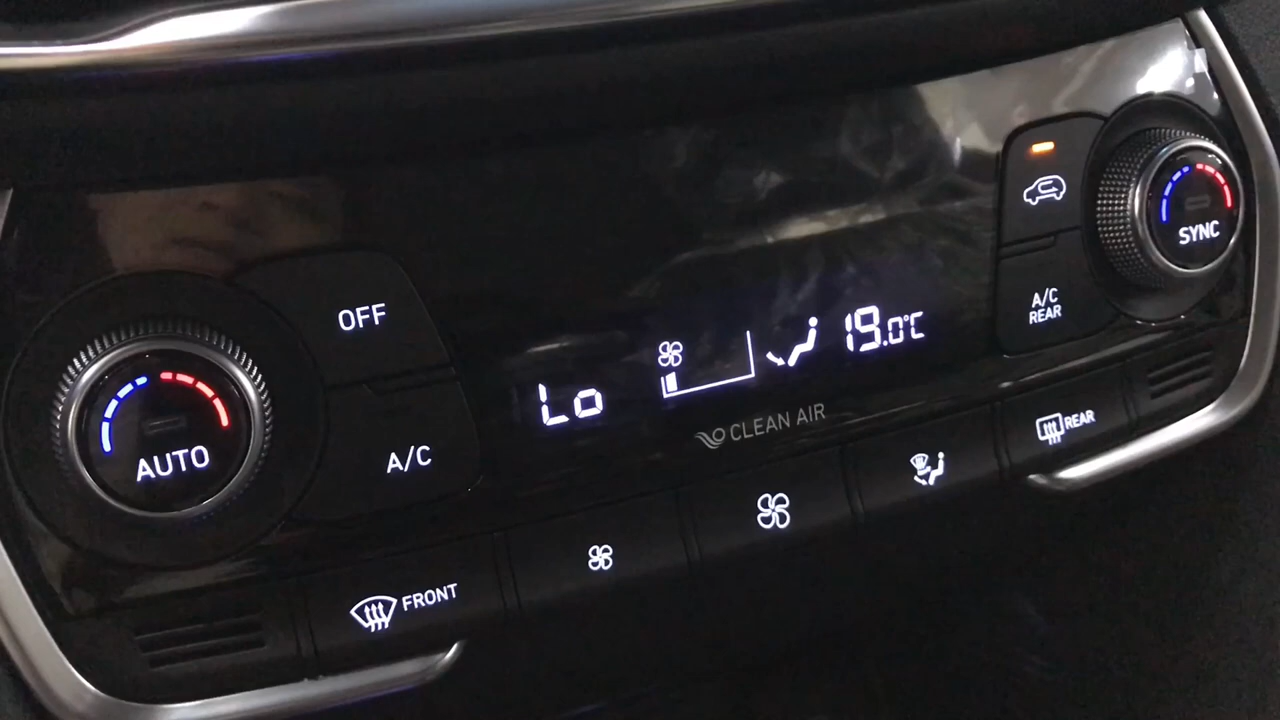 OFF
SYNC
A/C
REAR
Lo
19.0°C
CLEAN AIR
AUTO
A/C
REAR
FRONT